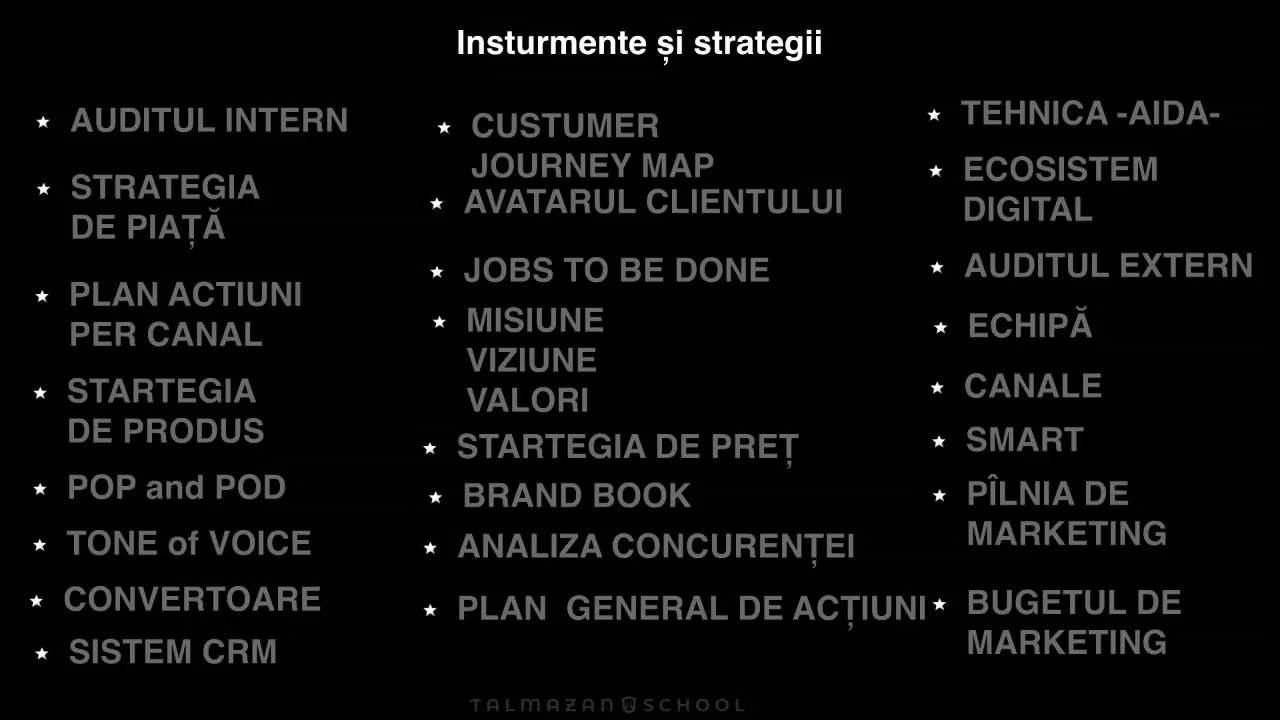 Insturmente și strategii
AUDITUL INTERN
STRATEGIA
DE PIAȚĂ
PLAN ACTIUNI
PER CANAL
STARTEGIA
DE PRODUS
POP and POD
TONE of VOICE
CONVERTOARE
SISTEM CRM
CUSTUMER
JOURNEY MAP
AVATARUL CLIENTULUI
JOBS TO BE DONE
MISIUNE
VIZIUNE
VALORI
STARTEGIA DE PREȚ
BRAND BOOK
ANALIZA CONCURENȚEI
PLAN  GENERAL DE ACȚIUNI
TEHNICA -AIDA-
ECOSISTEM
DIGITAL
AUDITUL EXTERN
ECHIPĂ
CANALE
SMART
PÎLNIA DE
MARKETING
BUGETUL DE
MARKETING
TALMAZAN SCHOOL